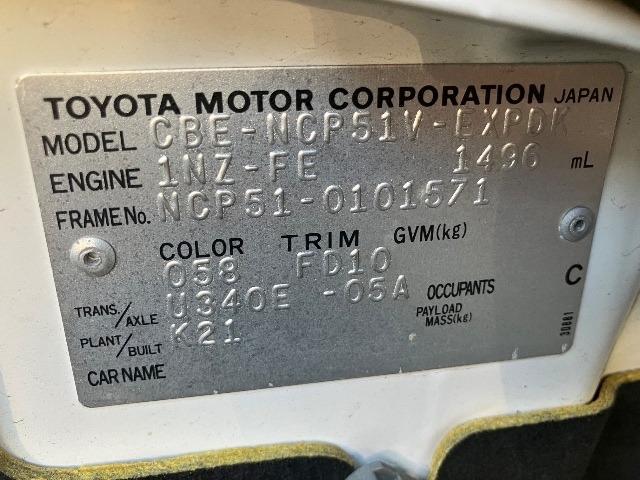 TOYOTA MOTOR CORPORATION JAPAN
MODEL CBE-NCP51V-EXPDK
ENGINE 1NZ-FE 1496 mL
FRAME No. NCP51-0101571
COLOR TRIM GVM(kg)
058 FD10
TRANS./AXLE U340E -05A OCCUPANTS C
PAYLOAD MASS(kg)
PLANT/BUILT K21
CAR NAME
30881